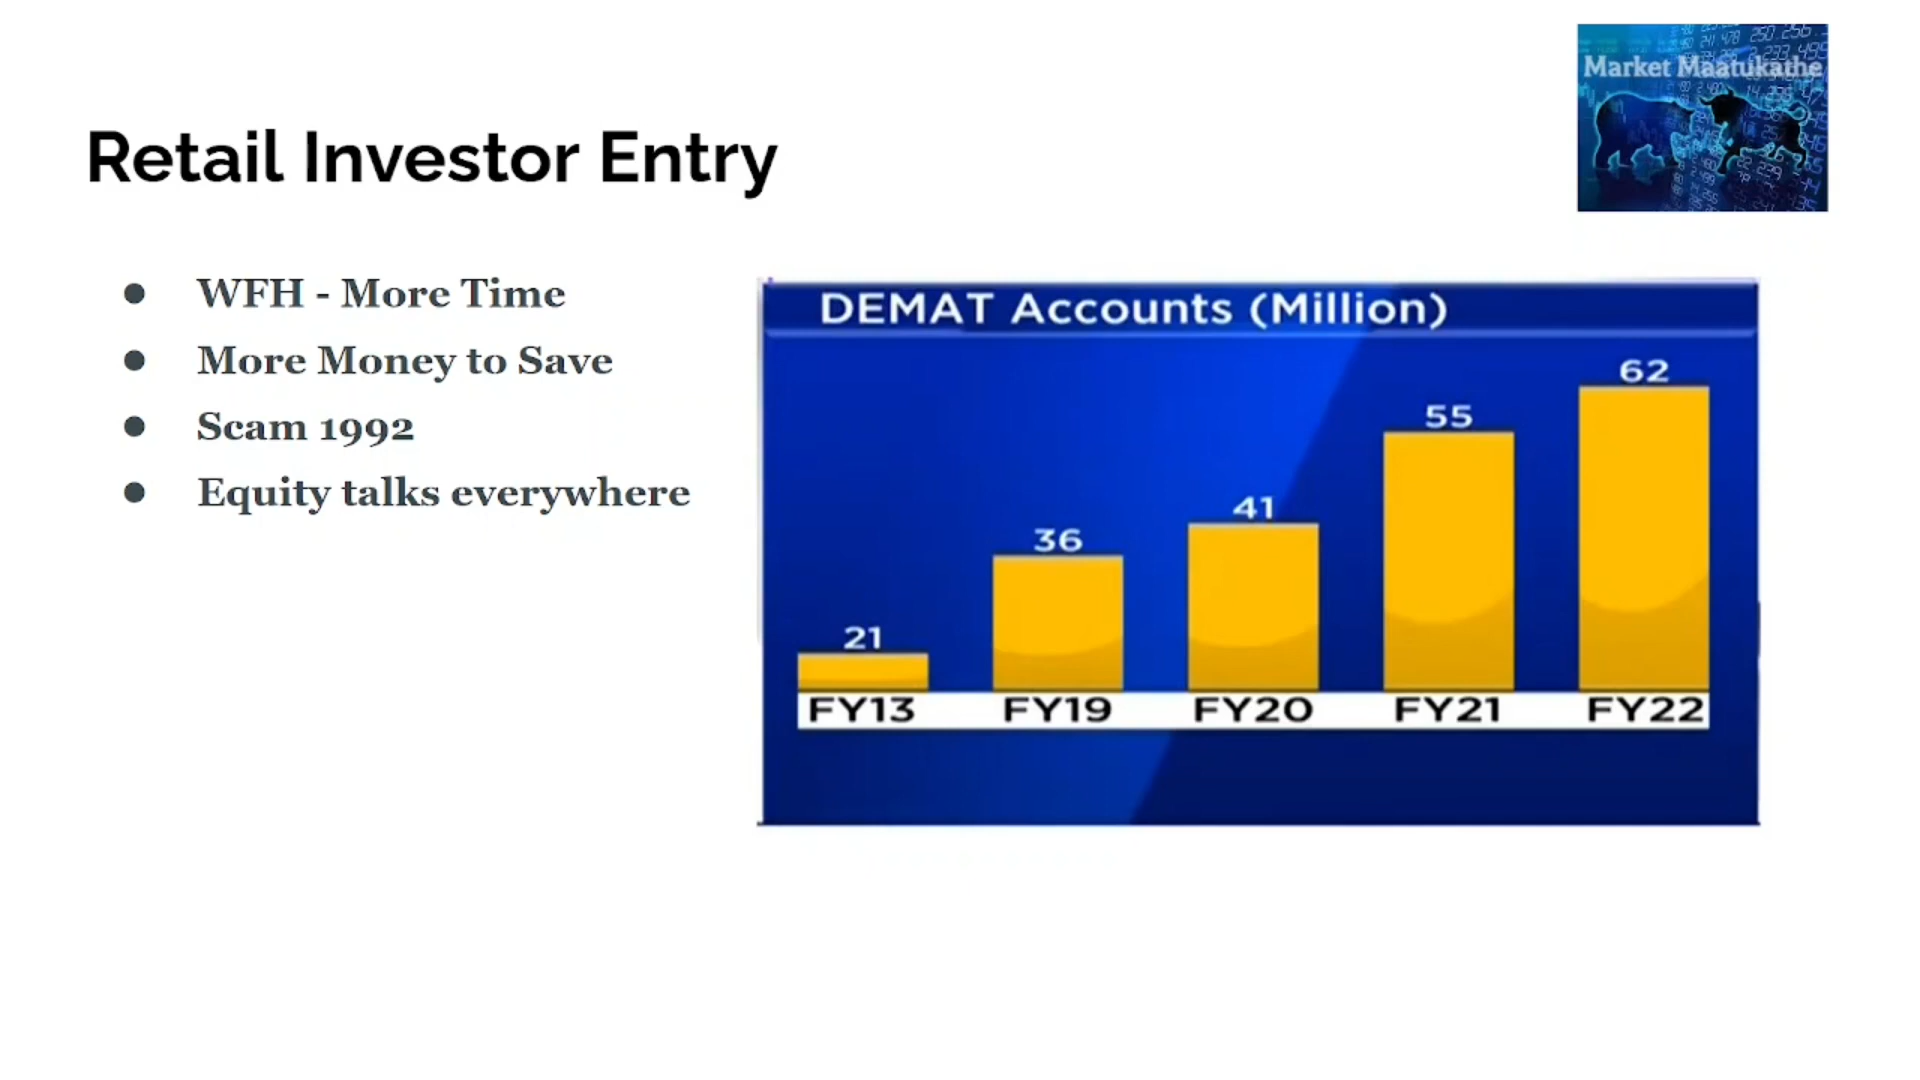 Market Maatukathe
Retail Investor Entry
● WFH - More Time
● More Money to Save
● Scam 1992
● Equity talks everywhere
DEMAT Accounts (Million)
21
36
41
55
62
FY13
FY19
FY20
FY21
FY22